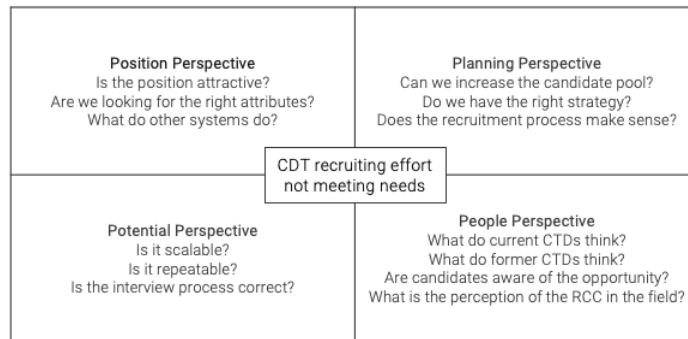 Position Perspective
Is the position attractive?
Are we looking for the right attributes?
What do other systems do?
Planning Perspective
Can we increase the candidate pool?
Do we have the right strategy?
Does the recruitment process make sense?
CDT recruiting effort
not meeting needs
Potential Perspective
Is it scalable?
Is it repeatable?
Is the interview process correct?
People Perspective
What do current CTDs think?
What do former CTDs think?
Are candidates aware of the opportunity?
What is the perception of the RCC in the field?